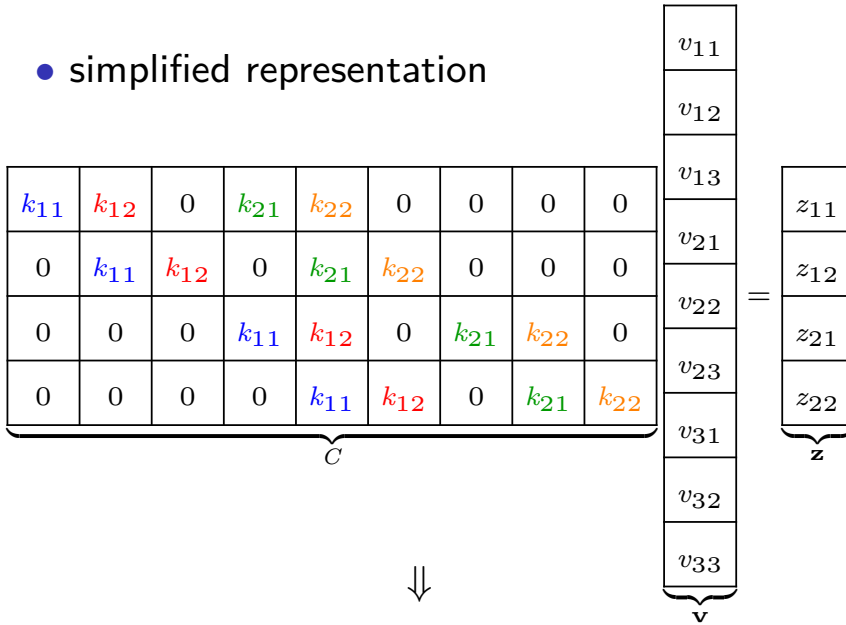 • simplified representation
k11 k12 0 k21 k22 0 0 0 0
0 k11 k12 0 k21 k22 0 0 0
0 0 0 k11 k12 0 k21 k22 0
0 0 0 0 k11 k12 0 k21 k22
C
v11
v12
v13
v21
v22
v23
v31
v32
v33
v
=
z11
z12
z21
z22
z
⇓